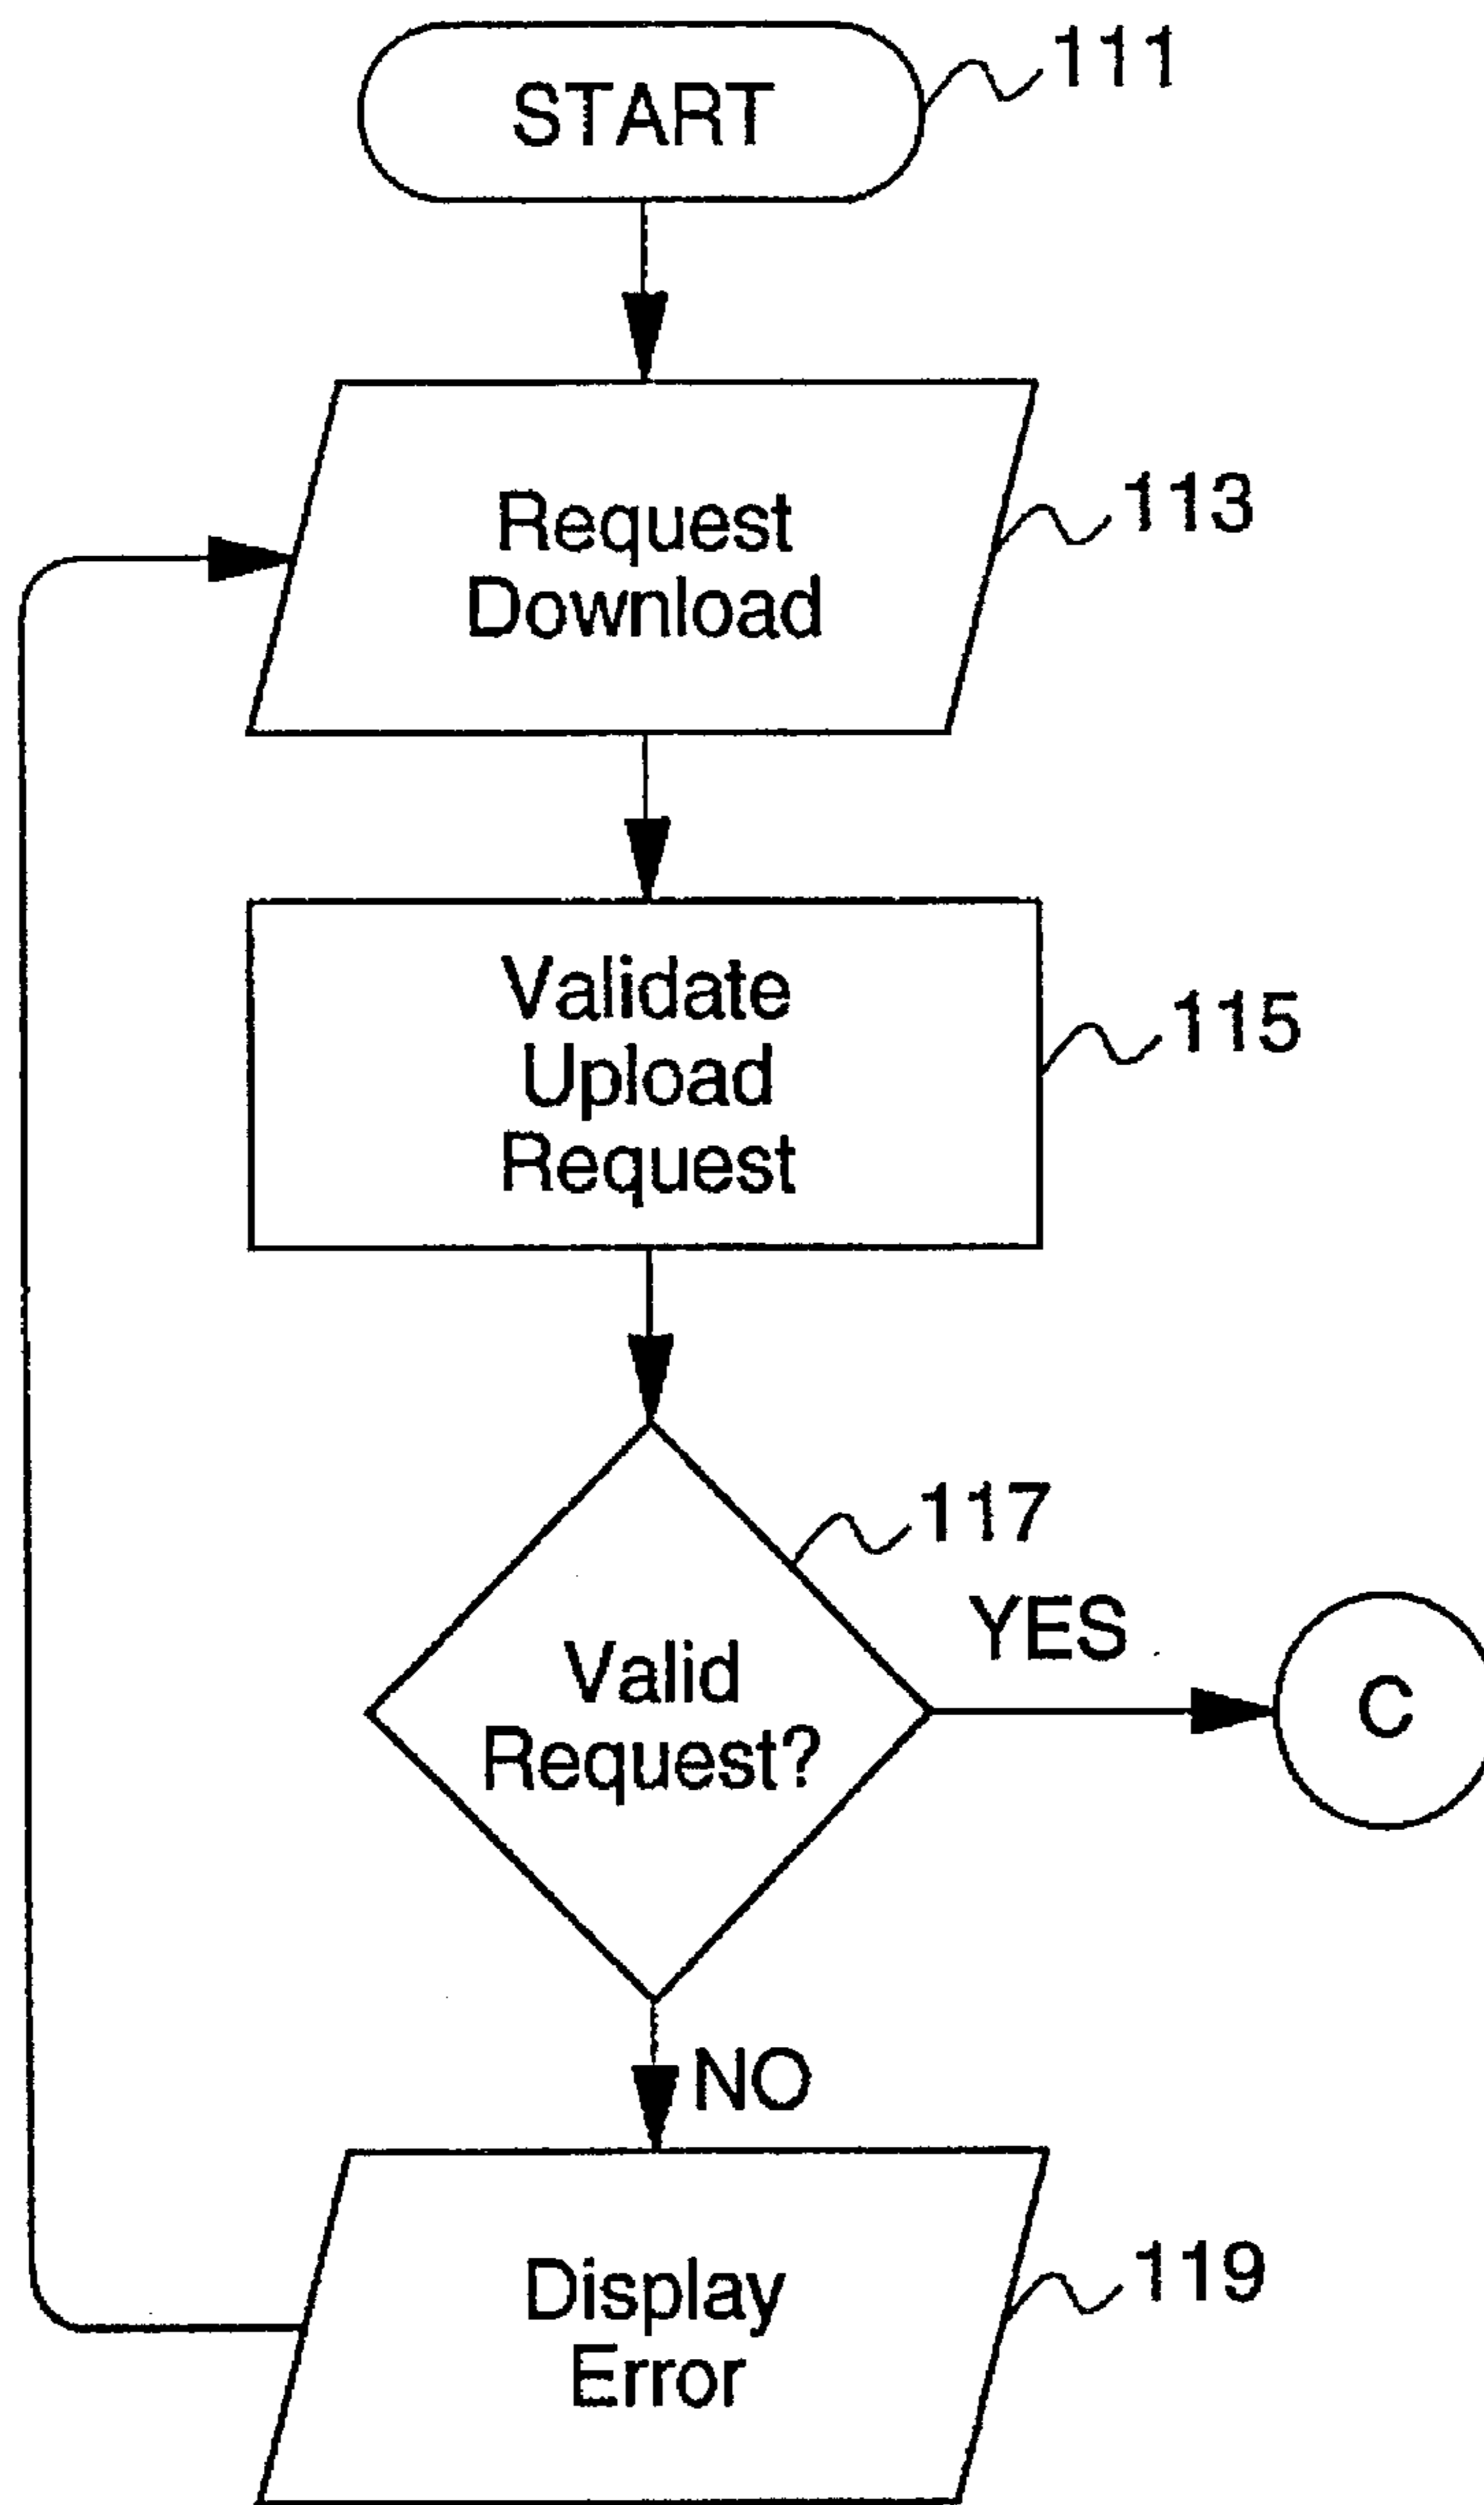 START
111
Request
Download
113
Validate
Upload
Request
115
117
YES
Valid
Request?
C
NO
Display
Error
119